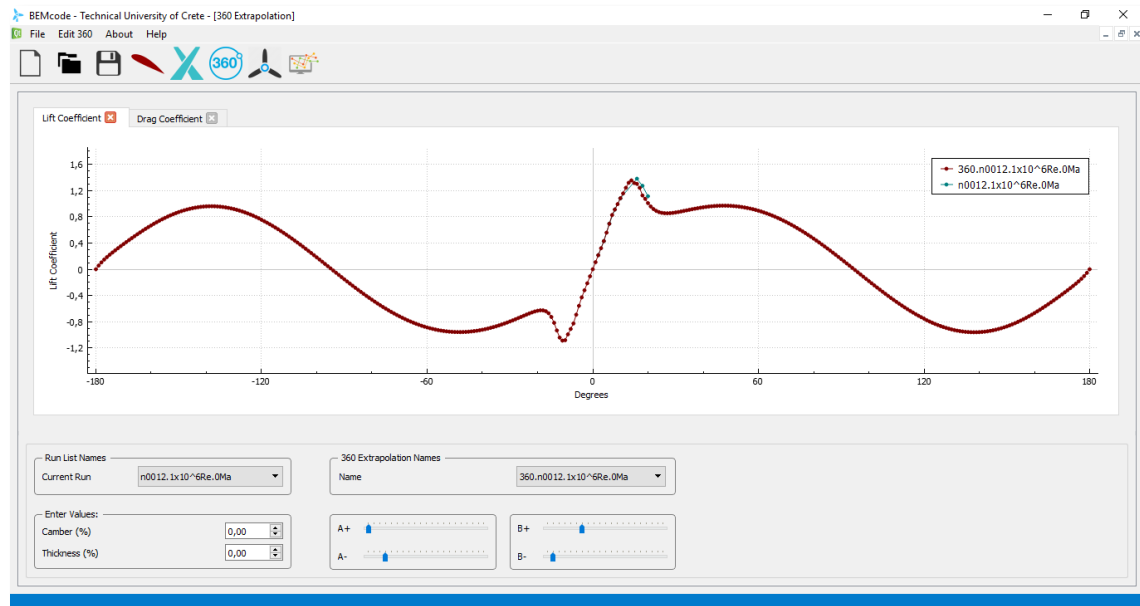 BEMcode - Technical University of Crete - [360 Extrapolation]
File Edit 360 About Help
360°
Lift Coefficient Drag Coefficient
1,6
1,2
0,8
0,4
0
-0,4
-0,8
-1,2
Lift Coefficient
360.n0012.1x10^6Re.0Ma
n0012.1x10^6Re.0Ma
-180 -120 -60 0 60 120 180
Degrees
Run List Names
Current Run n0012.1x10^6Re.0Ma
360 Extrapolation Names
Name 360.n0012.1x10^6Re.0Ma
Enter Values:
Camber (%) 0,00
Thickness (%) 0,00
A+
A-
B+
B-